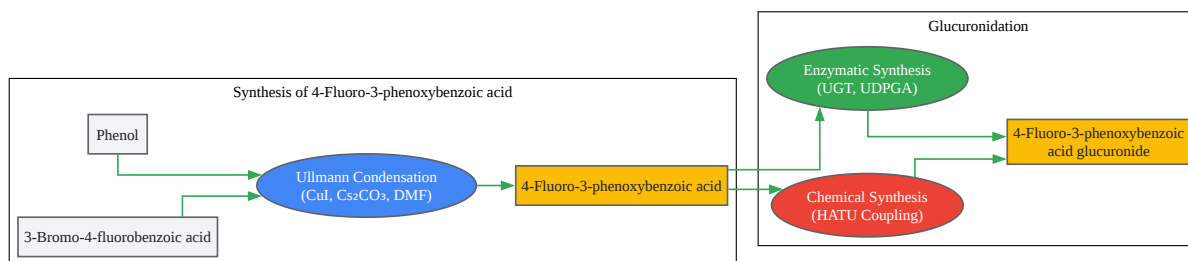 Synthesis of 4-Fluoro-3-phenoxybenzoic acid
Phenol
3-Bromo-4-fluorobenzoic acid
Ullmann Condensation
(CuI, Cs₂CO₃, DMF)
4-Fluoro-3-phenoxybenzoic acid
Glucuronidation
Enzymatic Synthesis
(UGT, UDPGA)
Chemical Synthesis
(HATU Coupling)
4-Fluoro-3-phenoxybenzoic
acid glucuronide